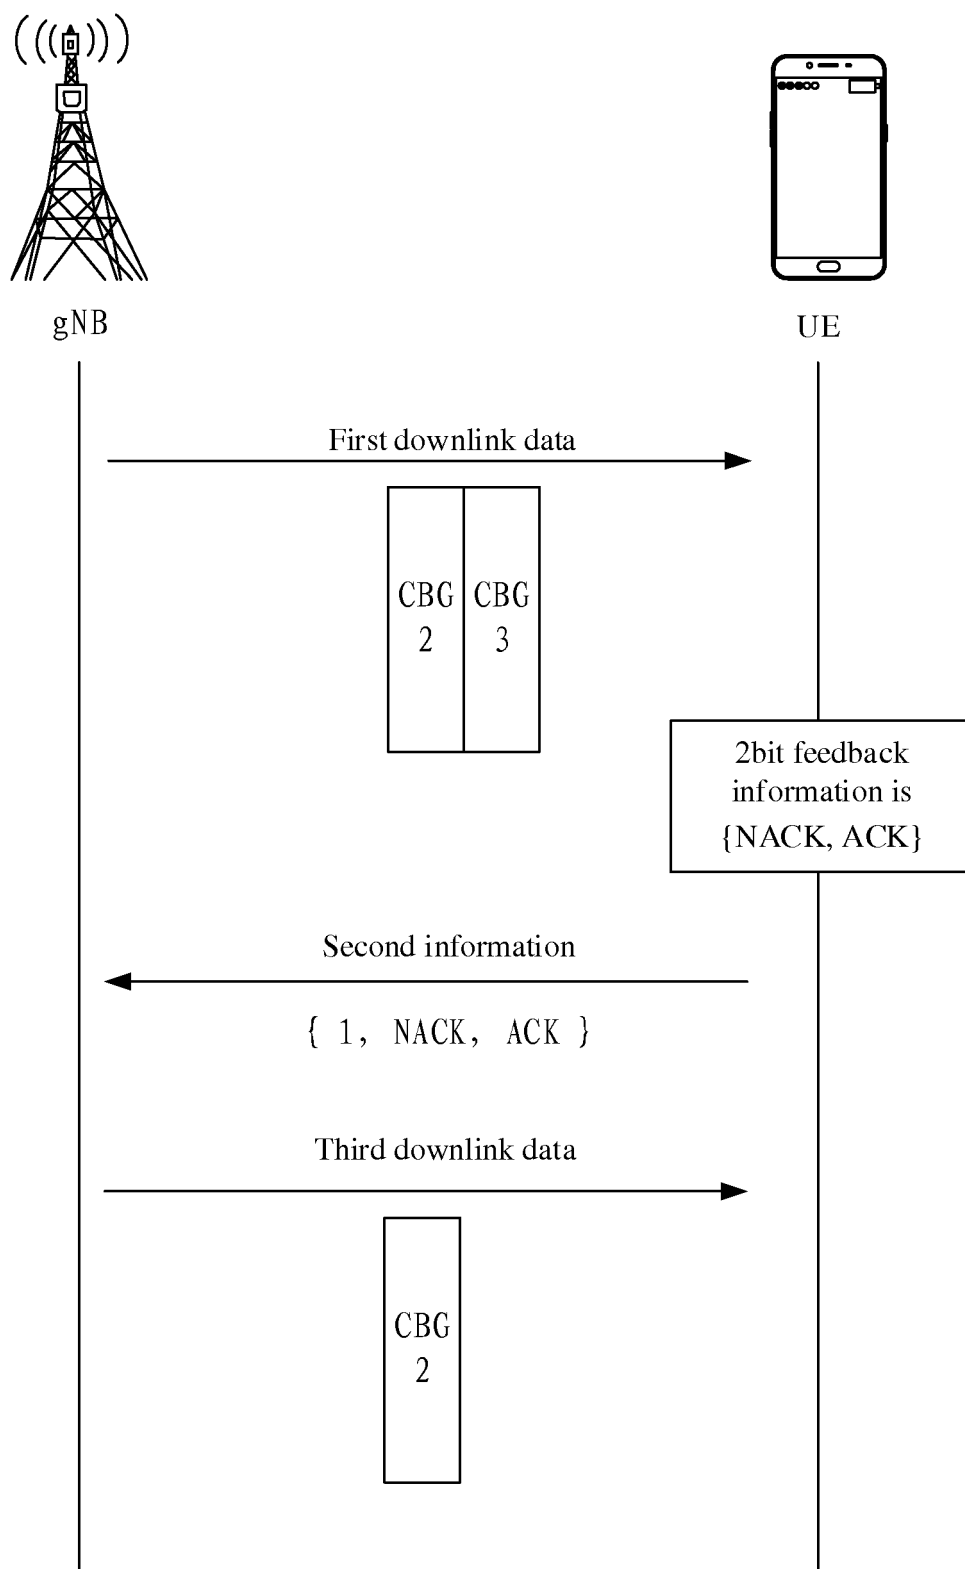 gNB
UE
First downlink data
CBG CBG
2 3
2bit feedback
information is
{NACK, ACK}
Second information
{ 1, NACK, ACK }
Third downlink data
CBG
2